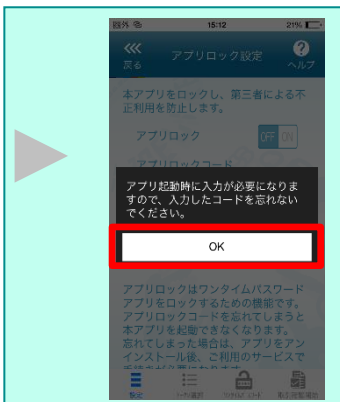 圏外
15:12
21%
戻る
アプリロック設定
?
ヘルプ
本アプリをロックし、第三者による不
正利用を防止します。
アプリロック
OFF ON
アプリロックコード
アプリ起動時に入力が必要になりま
すので、入力したコードを忘れない
でください。
OK
アプリロックはワンタイムパスワード
アプリをロックするための機能です。
アプリロックコードを忘れてしまうと
本アプリを起動できなくなります。
忘れてしまった場合は、アプリをアン
インストール後、ご利用のサービスで
設定